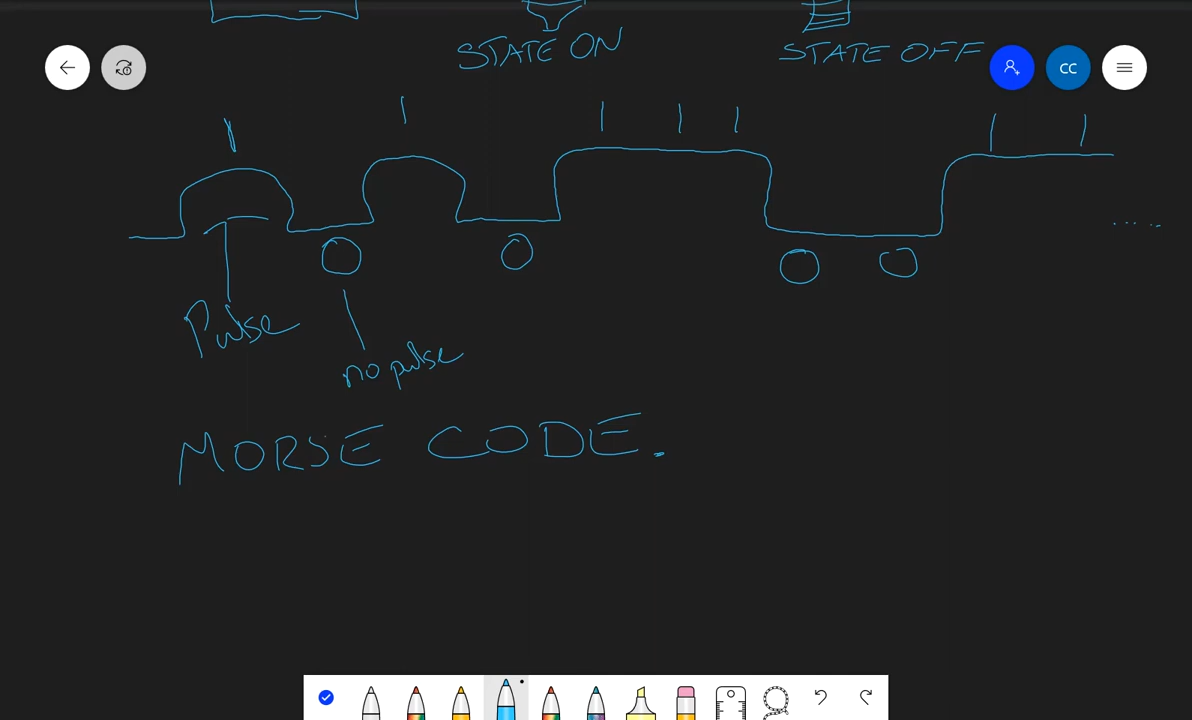 STATE ON STATE OFF
CC
1 1 1 1 1 1 1
0 0 0 0
Pulse
no pulse
MORSE CODE.